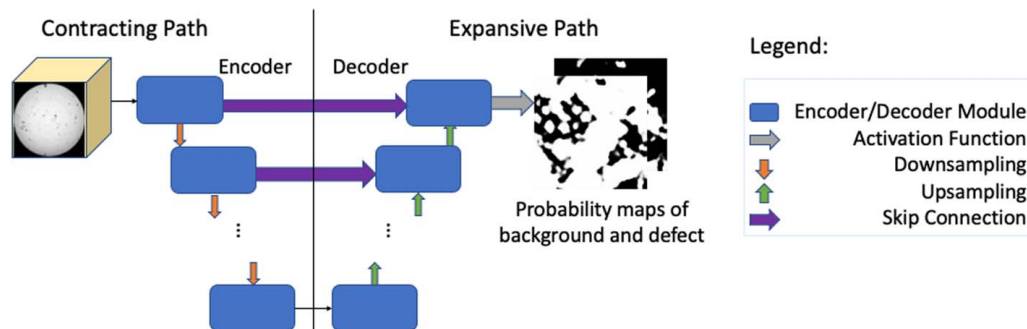 Contracting Path
Expansive Path
Encoder
Decoder
⋮
⋮
Probability maps of
background and defect
Legend:
Encoder/Decoder Module
Activation Function
Downsampling
Upsampling
Skip Connection